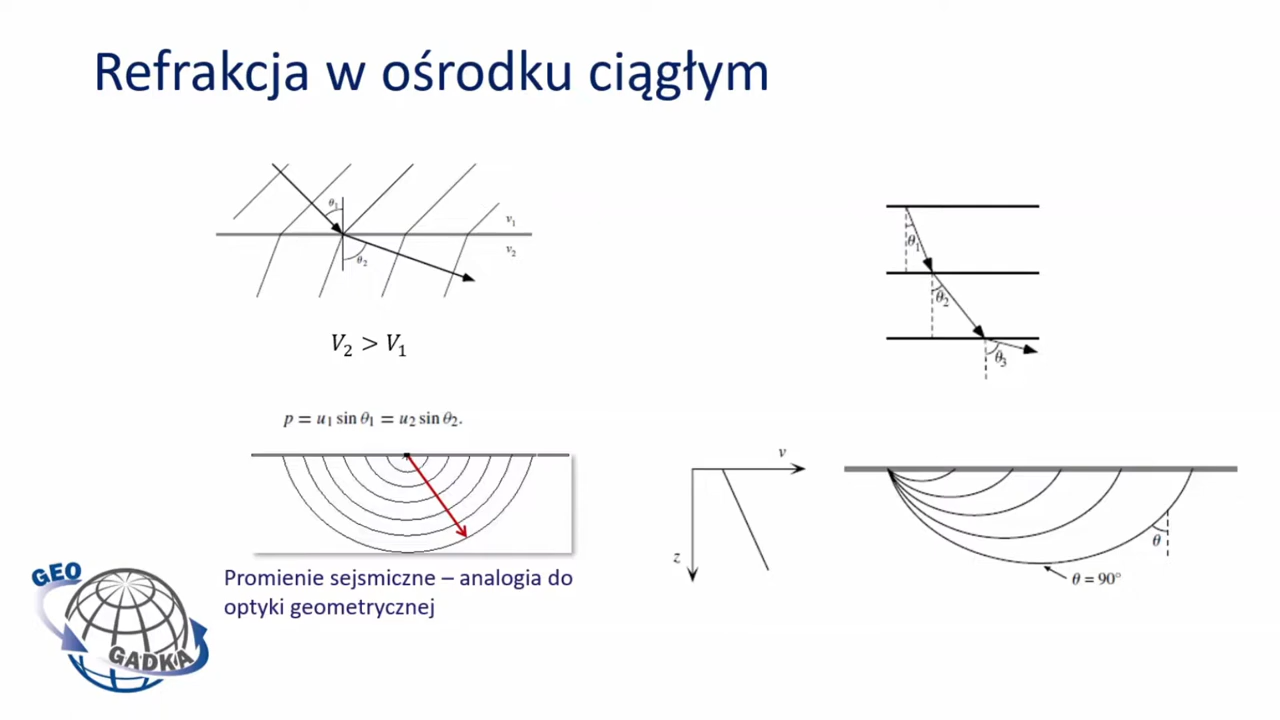 Refrakcja w ośrodku ciągłym
θ₁
v₁
v₂
θ₂
V₂ > V₁
p = u₁ sin θ₁ = u₂ sin θ₂.
Promienie sejsmiczne – analogia do
optyki geometrycznej
θ₁
θ₂
θ₃
v
z
θ
θ = 90°
GEO
GADKA